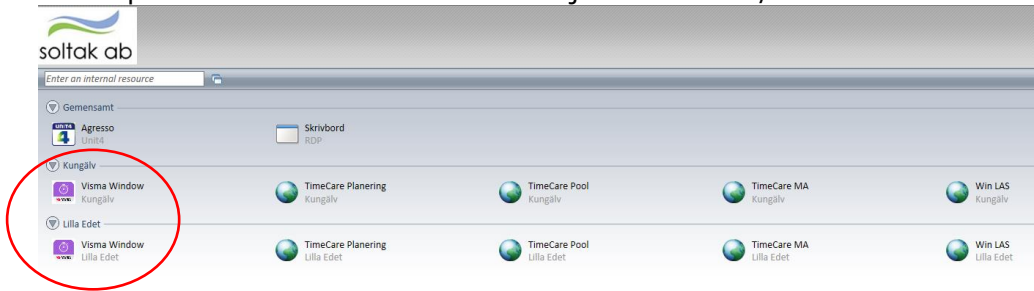 soltak ab
Enter an internal resource
Gemensamt
Agresso
Unit4
Skrivbord
RDP
Kungälv
Visma Window
Kungälv
TimeCare Planering
Kungälv
TimeCare Pool
Kungälv
TimeCare MA
Kungälv
Win LAS
Kungälv
Lilla Edet
Visma Window
Lilla Edet
TimeCare Planering
Lilla Edet
TimeCare Pool
Lilla Edet
TimeCare MA
Lilla Edet
Win LAS
Lilla Edet